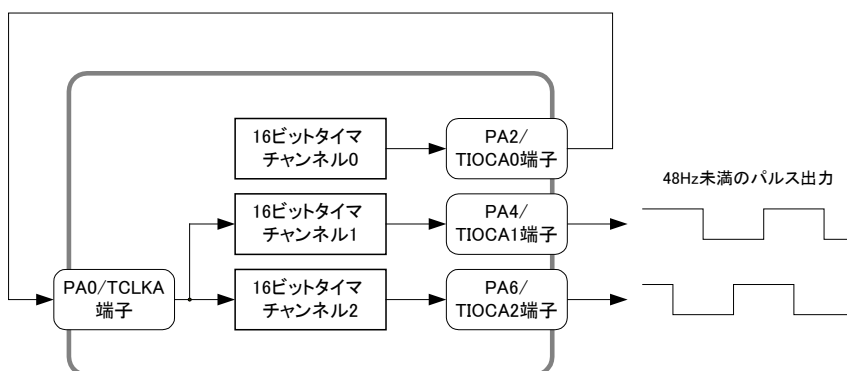 16ビットタイマ
チャンネル0
PA2/
TIOCA0端子
48Hz未満のパルス出力
16ビットタイマ
チャンネル1
PA4/
TIOCA1端子
PA0/TCLKA
端子
16ビットタイマ
チャンネル2
PA6/
TIOCA2端子